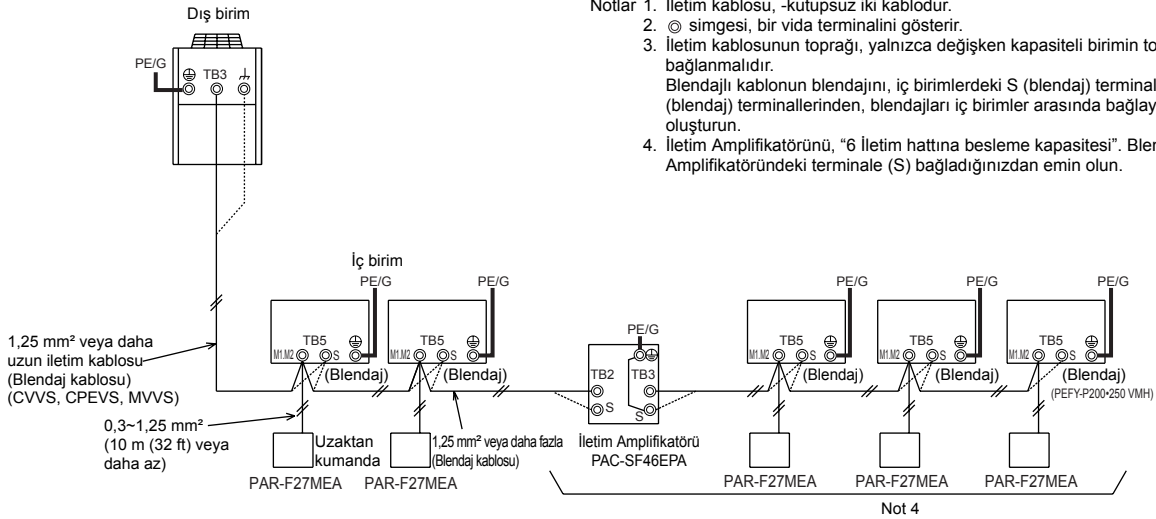 Dış birim
Notlar 1. İletim kablosu, -kutupsuz iki kablodur.
2. ◎ simgesi, bir vida terminalini gösterir.
3. İletim kablosunun toprağı, yalnızca değişken kapasiteli birimin
bağlanmalıdır.
Blendajlı kablonun blendajını, iç birimlerdeki S (blendaj)
(blendaj) terminallerinden, blendajları iç birimler arasında
oluşturun.
4. İletim Amplifikatörünü, “6 İletim hattına besleme kapasitesi”.
Amplifikatöründeki terminale (S) bağladığınızdan emin olun.
PE/G
TB3
İç birim
PE/G PE/G PE/G PE/G PE/G
PE/G
TB5 TB5 TB5 TB5 TB5
M1.M2 S M1.M2 S M1.M2 S M1.M2 S M1.M2 S
TB2 TB3
S S
(Blendaj) (Blendaj) (Blendaj) (Blendaj) (Blendaj)
(PEFY-P200•250 VMH)
1,25 mm² veya daha
uzun iletim kablosu
(Blendaj kablosu)
(CVVS, CPEVS, MVVS)
0,3~1,25 mm²
(10 m (32 ft) veya
daha az)
Uzaktan
kumanda
1,25 mm² veya daha fazla
(Blendaj kablosu)
İletim Amplifikatörü
PAC-SF46EPA
PAR-F27MEA PAR-F27MEA PAR-F27MEA PAR-F27MEA PAR-F27MEA
Not 4